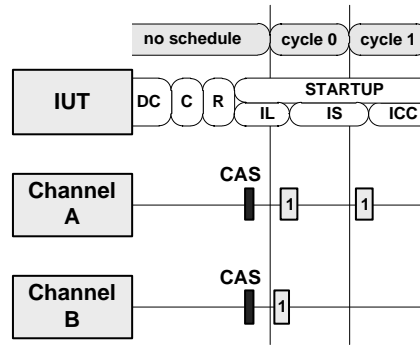 no schedule cycle 0 cycle 1
IUT DC C R STARTUP
IL IS ICC
CAS
Channel A 1 1
CAS
Channel B 1